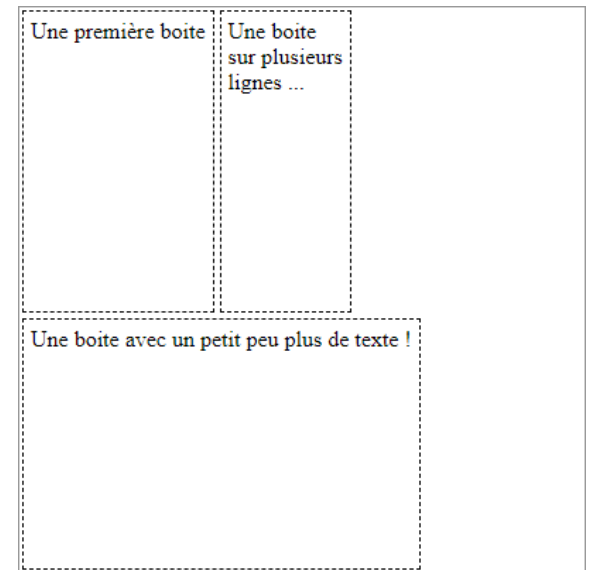 Une première boite
Une boite
sur plusieurs
lignes ...
Une boite avec un petit peu plus de texte !